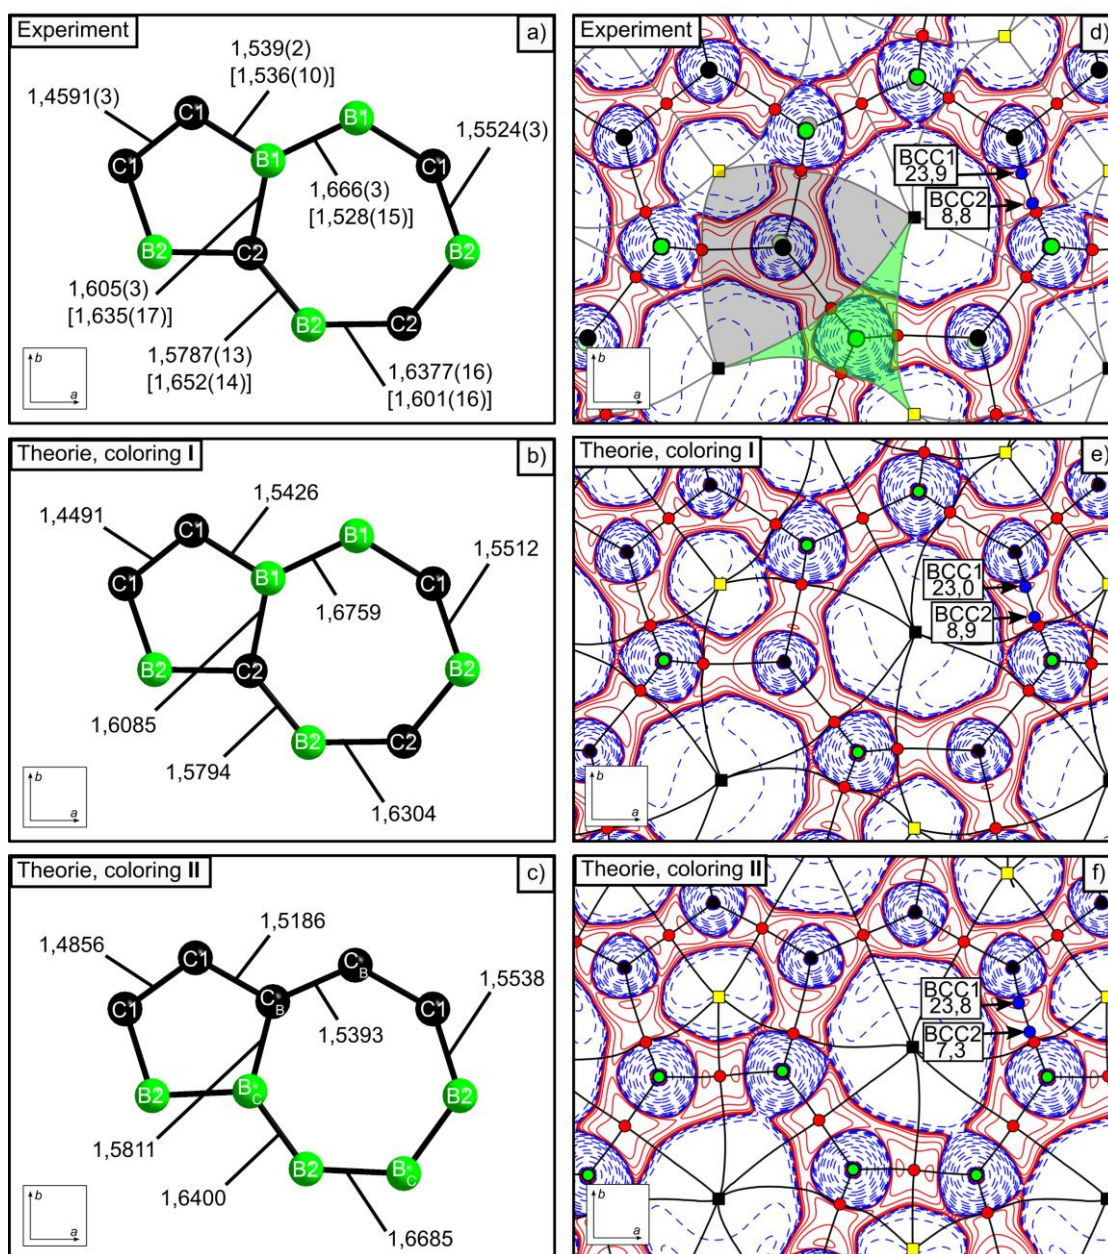 Experiment
a)
1,539(2)
[1,536(10)]
1,4591(3)
C1
B1
1,5524(3)
C1
B1
C1
1,666(3)
[1,528(15)]
B2
C2
B2
1,605(3)
[1,635(17)]
B2
C2
1,5787(13)
[1,652(14)]
1,6377(16)
[1,601(16)]
b
a
Experiment
d)
BCC1
23,9
BCC2
8,8
b
a
Theorie, coloring I
b)
1,4491
1,5426
C1
B1
1,5512
C1
B1
C1
1,6759
B2
C2
B2
1,6085
B2
C2
1,5794
1,6304
b
a
Theorie, coloring I
e)
BCC1
23,0
BCC2
8,9
b
a
Theorie, coloring II
c)
1,4856
1,5186
C1
CB
1,5538
C1
CB
C1
1,5393
B2
BC
B2
1,5811
B2
BC
1,6400
1,6685
b
a
Theorie, coloring II
f)
BCC1
23,8
BCC2
7,3
b
a